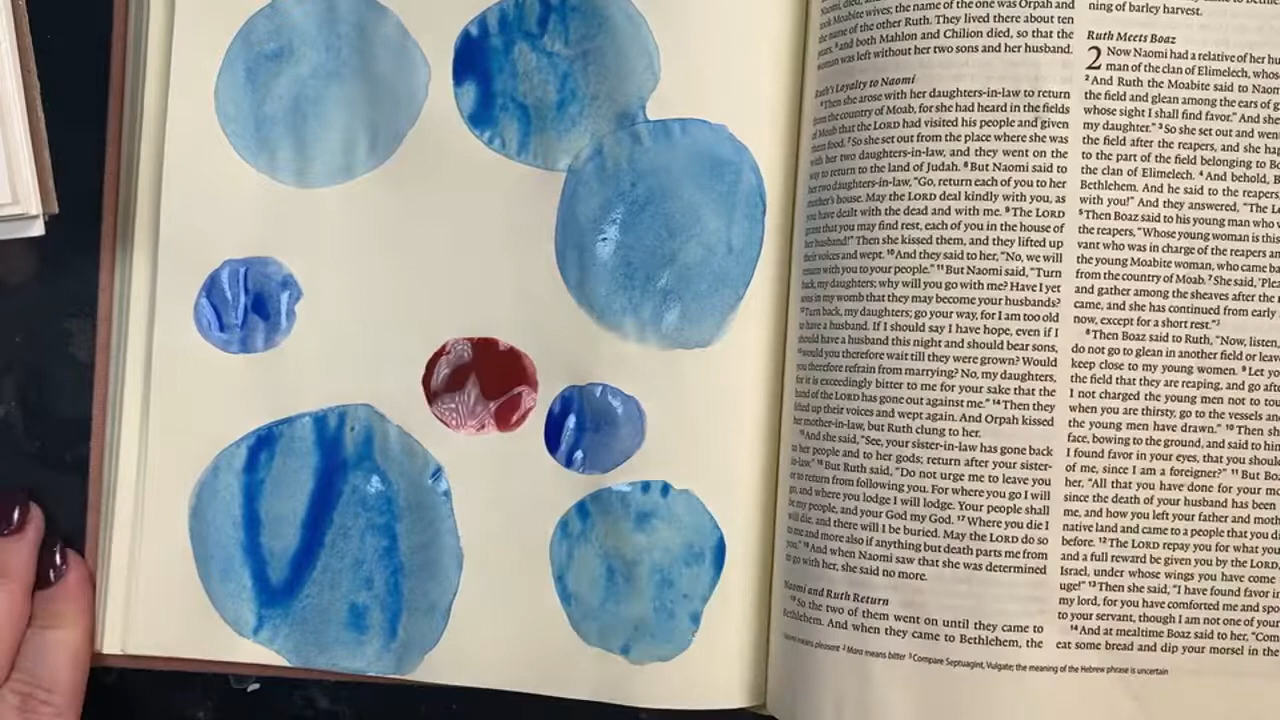 Naomi, died, and
took Moabite wives; the name of the one was Orpah and
the name of the other Ruth. They lived there about ten
years, 5 and both Mahlon and Chilion died, so that the
woman was left without her two sons and her husband.
Ruth's Loyalty to Naomi
6 Then she arose with her daughters-in-law to return
from the country of Moab, for she had heard in the fields
of Moab that the LORD had visited his people and given
them food. 7 So she set out from the place where she was
with her two daughters-in-law, and they went on the
way to return to the land of Judah. 8 But Naomi said to
her two daughters-in-law, “Go, return each of you to her
mother's house. May the LORD deal kindly with you, as
you have dealt with the dead and with me. 9 The LORD
grant that you may find rest, each of you in the house of
her husband!” Then she kissed them, and they lifted up
their voices and wept. 10 And they said to her, “No, we will
return with you to your people.” 11 But Naomi said, “Turn
back, my daughters; why will you go with me? Have I yet
sons in my womb that they may become your husbands?
12 Turn back, my daughters; go your way, for I am too old
to have a husband. If I should say I have hope, even if I
should have a husband this night and should bear sons,
13 would you therefore wait till they were grown? Would
you therefore refrain from marrying? No, my daughters,
for it is exceedingly bitter to me for your sake that the
hand of the LORD has gone out against me.” 14 Then they
lifted up their voices and wept again. And Orpah kissed
her mother-in-law, but Ruth clung to her.
15 And she said, “See, your sister-in-law has gone back
to her people and to her gods; return after your sister-
in-law.” 16 But Ruth said, “Do not urge me to leave you
or to return from following you. For where you go I will
go, and where you lodge I will lodge. Your people shall
be my people, and your God my God. 17 Where you die I
will die, and there will I be buried. May the LORD do so
to me and more also if anything but death parts me from
you.” 18 And when Naomi saw that she was determined
to go with her, she said no more.
Naomi and Ruth Return
19 So the two of them went on until they came to
Bethlehem. And when they came to Bethlehem, the
ning of barley harvest.
Ruth Meets Boaz
2 Now Naomi had a relative of her hu
man of the clan of Elimelech, whose
2 And Ruth the Moabite said to Naom
the field and glean among the ears of g
whose sight I shall find favor.” And she
my daughter.” 3 So she set out and went
the field after the reapers, and she hap
to the part of the field belonging to B
the clan of Elimelech. 4 And behold, B
Bethlehem. And he said to the reapers,
with you!” And they answered, “The L
5 Then Boaz said to his young man who w
the reapers, “Whose young woman is this
vant who was in charge of the reapers an
the young Moabite woman, who came ba
from the country of Moab. 7 She said, ‘Plea
and gather among the sheaves after the
came, and she has continued from early
now, except for a short rest.” 3
8 Then Boaz said to Ruth, “Now, listen,
do not go to glean in another field or leav
keep close to my young women. 9 Let yo
the field that they are reaping, and go afte
I not charged the young men not to tou
when you are thirsty, go to the vessels an
the young men have drawn.” 10 Then sh
face, bowing to the ground, and said to him
I found favor in your eyes, that you shoul
of me, since I am a foreigner?” 11 But Boa
her, “All that you have done for your mo
since the death of your husband has been
me, and how you left your father and moth
native land and came to a people that you di
before. 12 The LORD repay you for what you
and a full reward be given you by the LORD,
Israel, under whose wings you have come
uge!” 13 Then she said, “I have found favor in
my lord, for you have comforted me and spo
to your servant, though I am not one of your
14 And at mealtime Boaz said to her, “Com
eat some bread and dip your morsel in the
Naomi means pleasant 2 Mara means bitter 3 Compare Septuagint, Vulgate; the meaning of the Hebrew phrase is uncertain